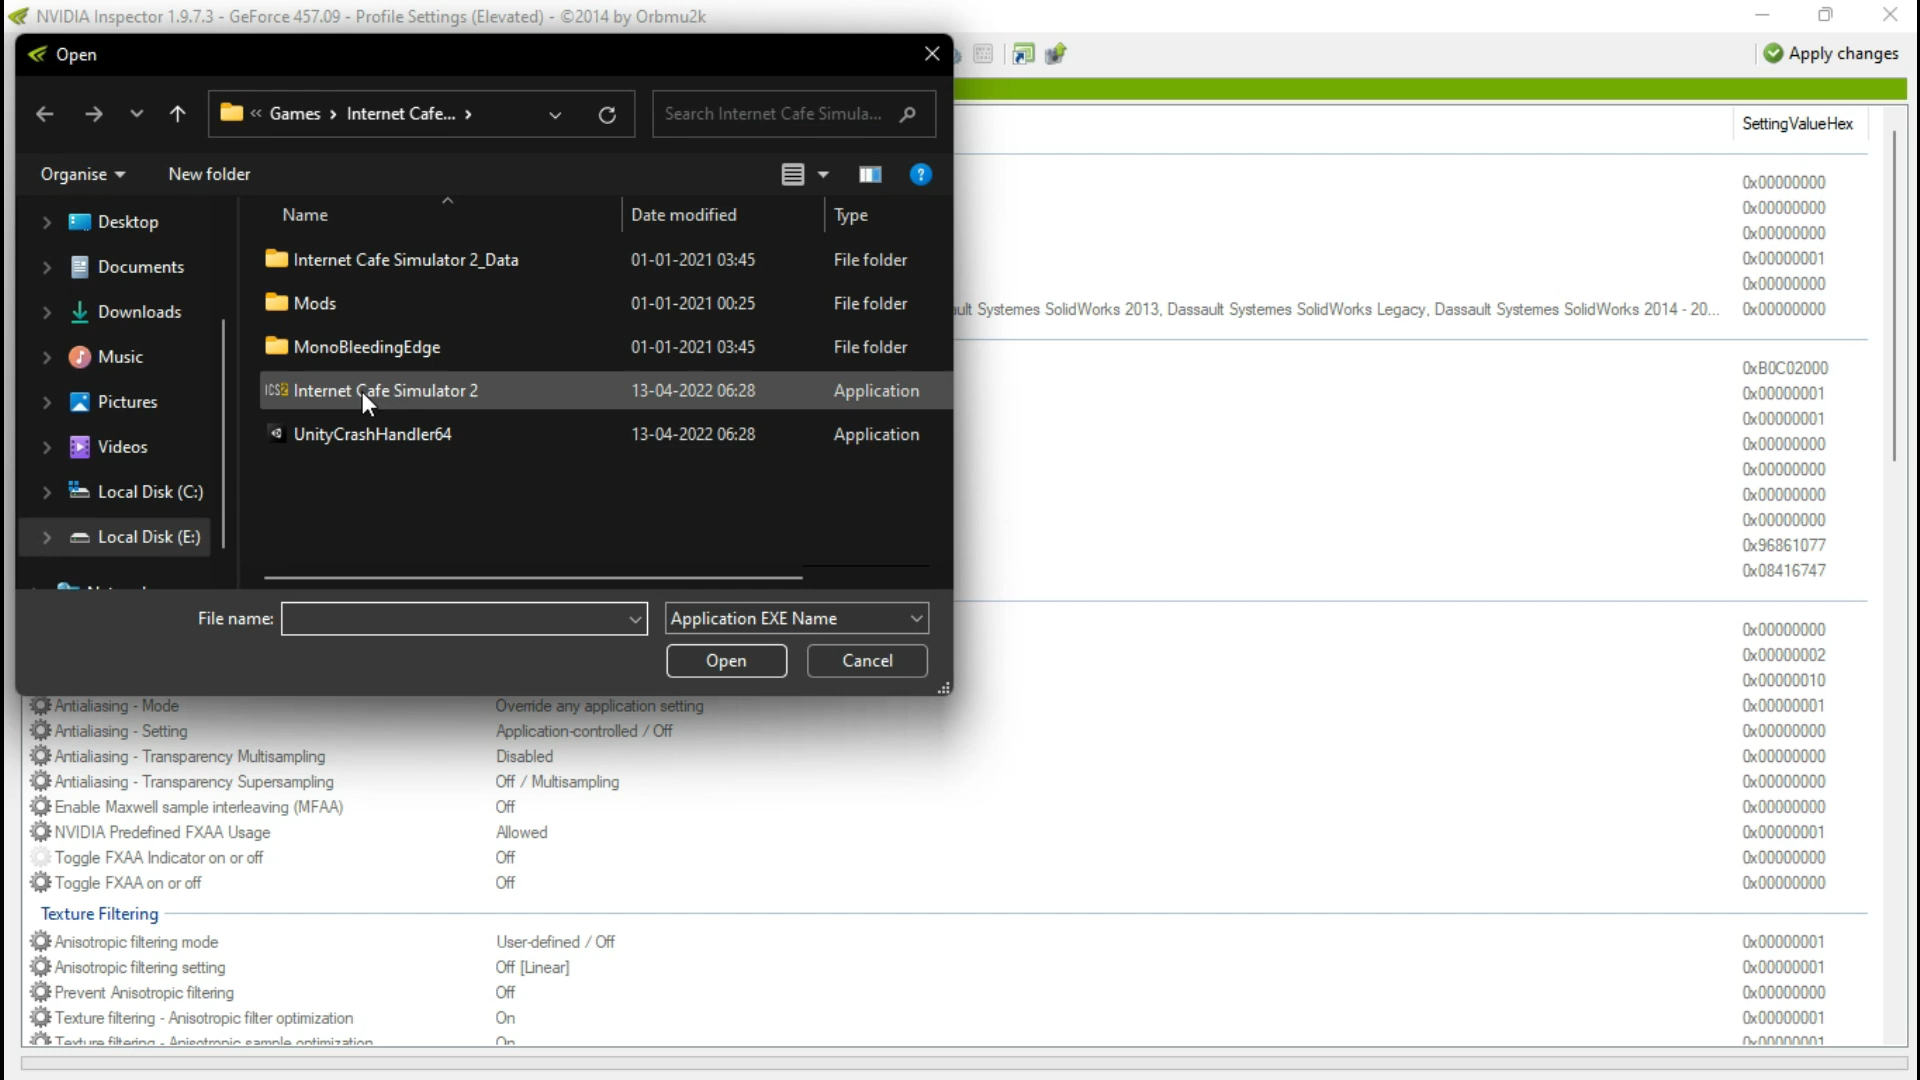 NVIDIA Inspector 1.9.7.3 - GeForce 457.09 - Profile Settings (Elevated) - ©2014 by Orbmu2k
Open
Apply changes
« Games › Internet Cafe... ›
Search Internet Cafe Simula...
Organise
New folder
SettingValueHex
Name
Date modified
Type
Desktop
Documents
Downloads
Music
Pictures
Videos
Local Disk (C:)
Local Disk (E:)
Internet Cafe Simulator 2_Data 01-01-2021 03:45 File folder
Mods 01-01-2021 00:25 File folder
MonoBleedingEdge 01-01-2021 03:45 File folder
ICS2 Internet Cafe Simulator 2 13-04-2022 06:28 Application
UnityCrashHandler64 13-04-2022 06:28 Application
File name:
Application EXE Name
Open
Cancel
0x00000000
0x00000000
0x00000000
0x00000001
0x00000000
Systemes SolidWorks 2013, Dassault Systemes SolidWorks Legacy, Dassault Systemes SolidWorks 2014 - 20... 0x00000000
0xB0C02000
0x00000001
0x00000001
0x00000000
0x00000000
0x00000000
0x00000000
0x96861077
0x08416747
0x00000000
0x00000002
0x00000010
Antialiasing - Mode Override any application setting 0x00000001
Antialiasing - Setting Application-controlled / Off 0x00000000
Antialiasing - Transparency Multisampling Disabled 0x00000000
Antialiasing - Transparency Supersampling Off / Multisampling 0x00000000
Enable Maxwell sample interleaving (MFAA) Off 0x00000000
NVIDIA Predefined FXAA Usage Allowed 0x00000001
Toggle FXAA Indicator on or off Off 0x00000000
Toggle FXAA on or off Off 0x00000000
Texture Filtering
Anisotropic filtering mode User-defined / Off 0x00000001
Anisotropic filtering setting Off [Linear] 0x00000001
Prevent Anisotropic filtering Off 0x00000000
Texture filtering - Anisotropic filter optimization On 0x00000001
Texture filtering - Anisotropic sample optimization On 0x00000001